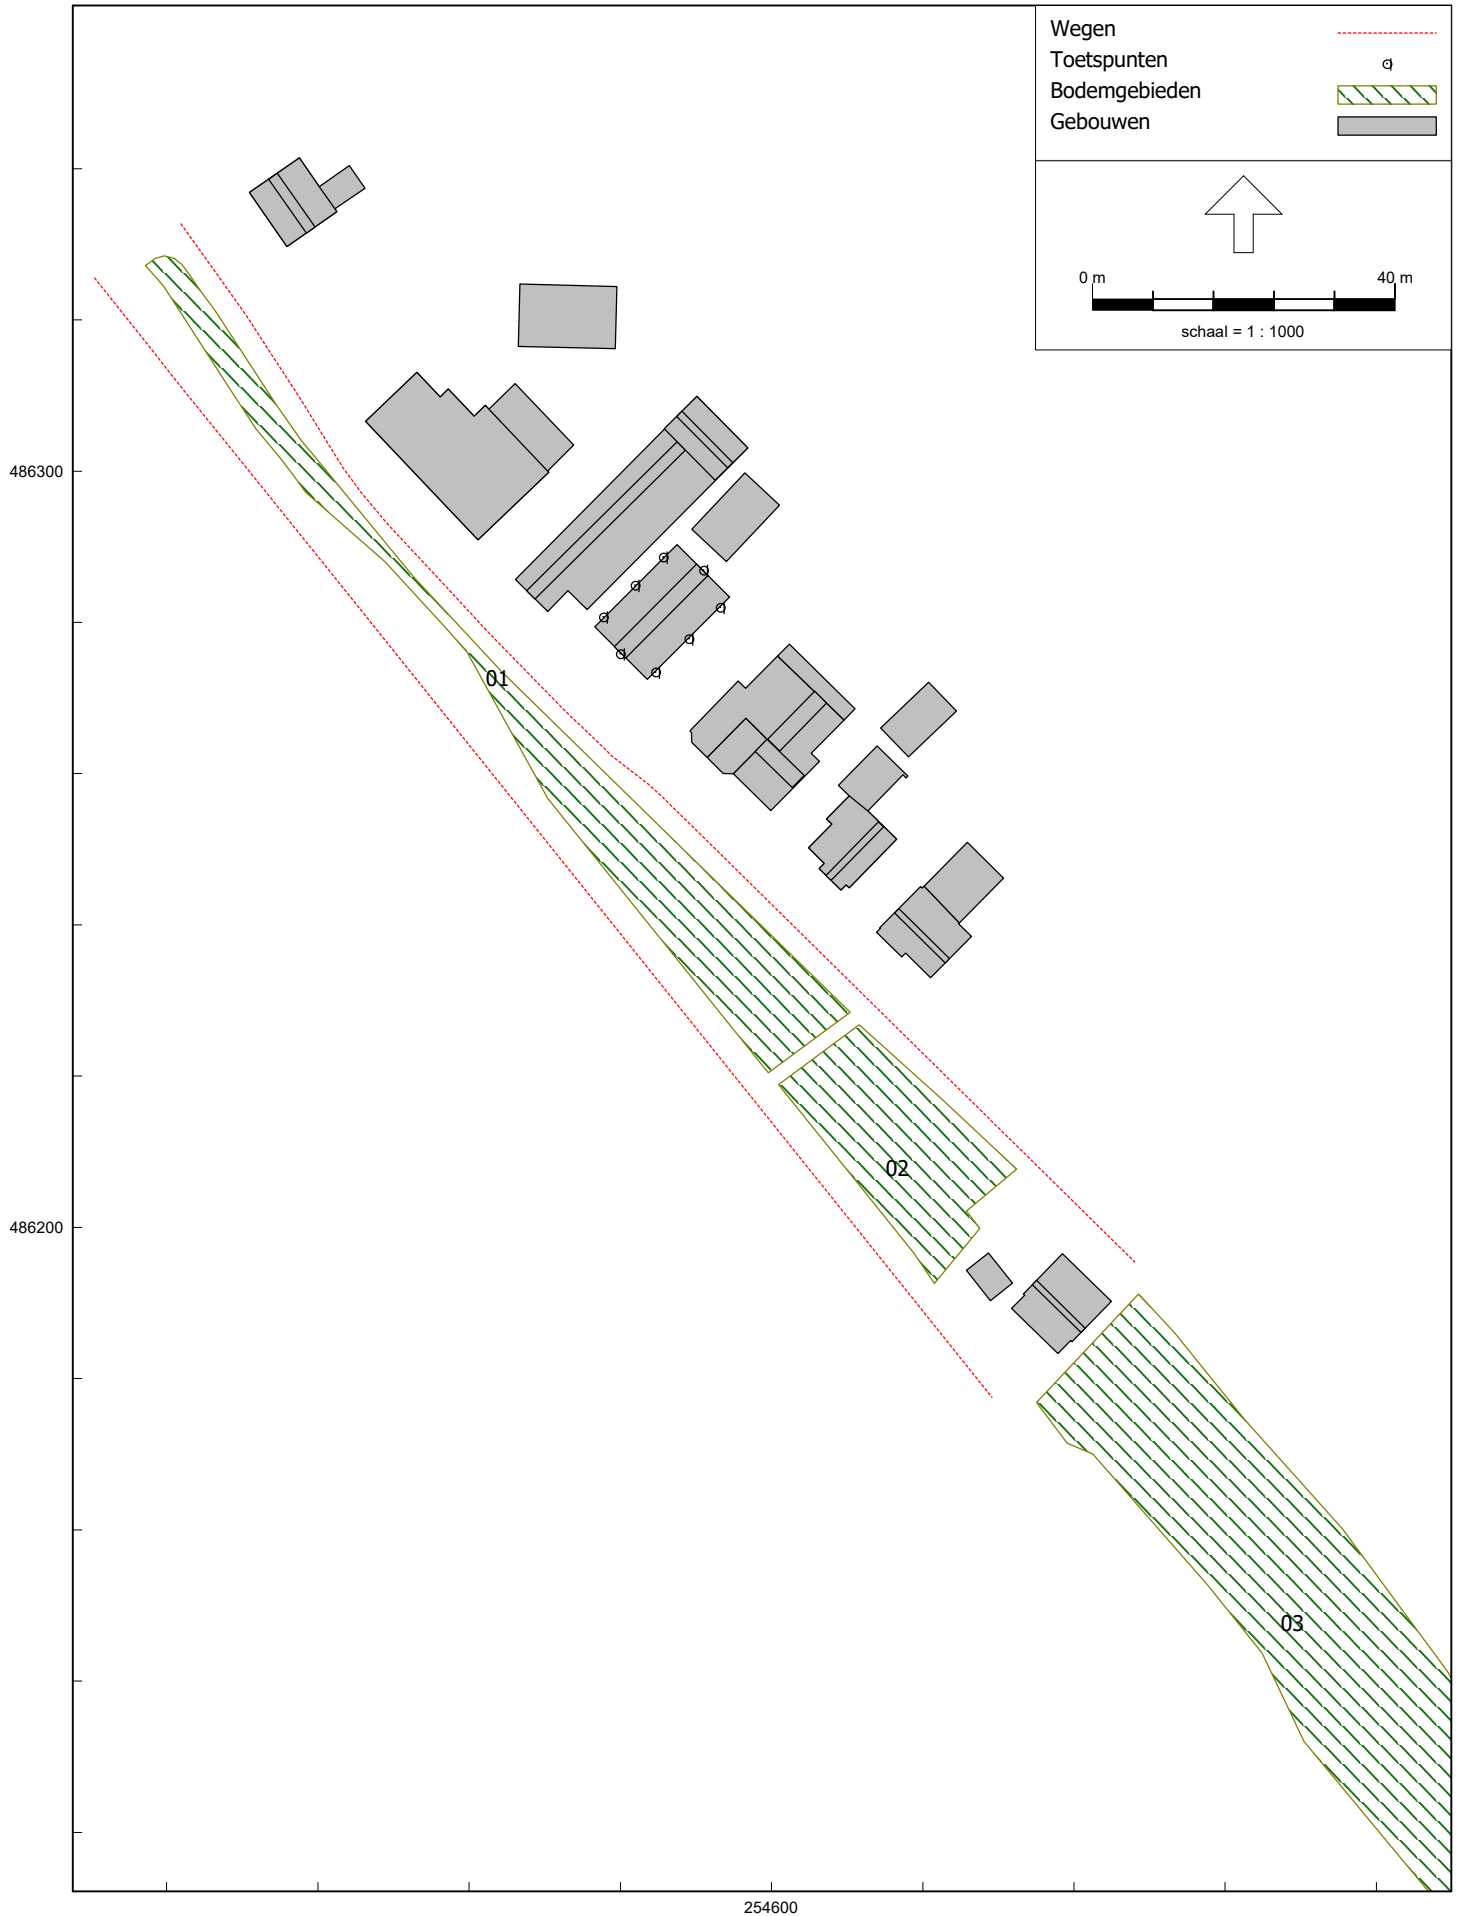 Wegen
Toetspunten
Bodemgebieden
Gebouwen
0 m 40 m
schaal = 1 : 1000
486300
01
02
486200
03
254600